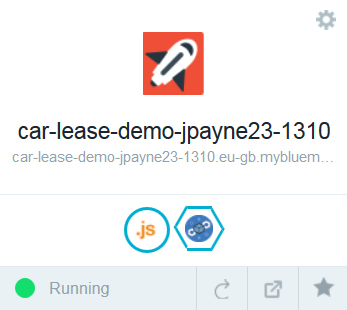 car-lease-demo-jpayne23-1310
car-lease-demo-jpayne23-1310.eu-gb.mybluem...
.js
Running